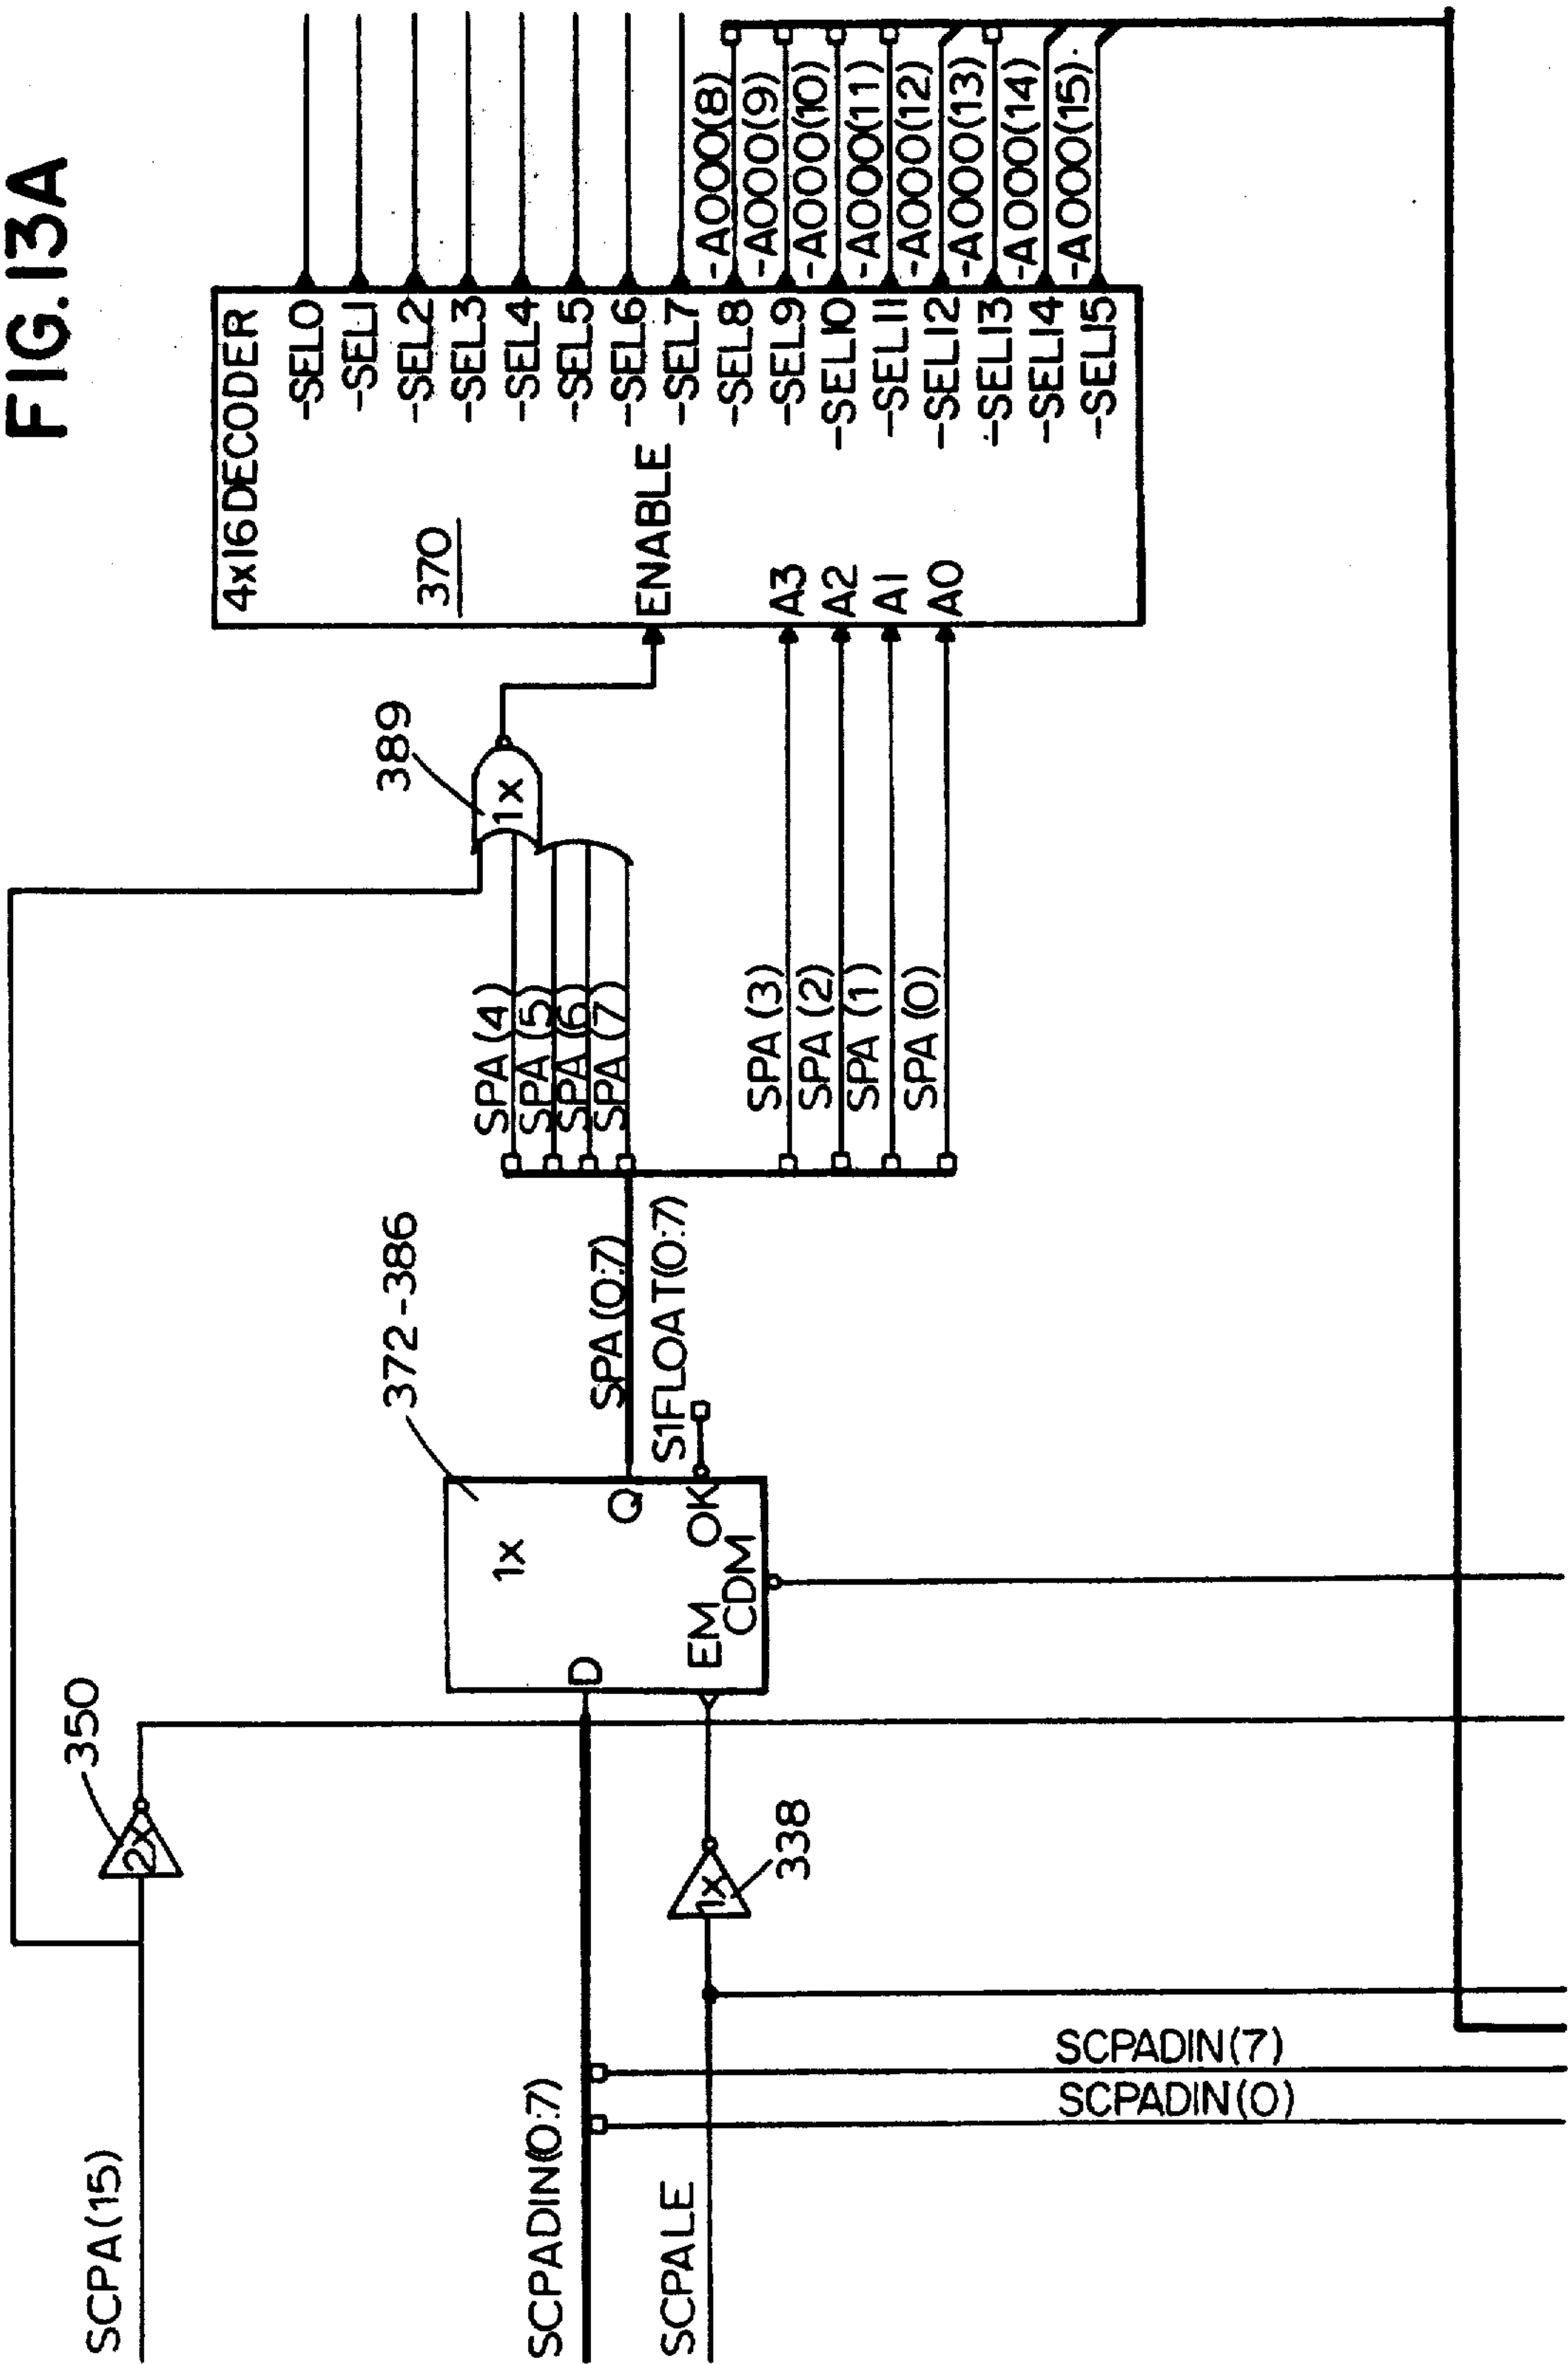 FIG.13A
SCPA(15)
350
2x
SCPADIN(0:7)
SCPALE
1x
338
SCPADIN(7)
SCPADIN(0)
372-386
1x
D
Q
EM
OK
CDM
SPA(0:7)
S1FLOAT(0:7)
SPA(4)
SPA(5)
SPA(6)
SPA(7)
SPA(3)
SPA(2)
SPA(1)
SPA(0)
389
1x
4x16DECODER
370
ENABLE
A3
A2
A1
A0
-SEL0
-SEL1
-SEL2
-SEL3
-SEL4
-SEL5
-SEL6
-SEL7
-SEL8
-SEL9
-SEL10
-SEL11
-SEL12
-SEL13
-SEL14
-SEL15
-A000(8)
-A000(9)
-A000(10)
-A000(11)
-A000(12)
-A000(13)
-A000(14)
-A000(15)